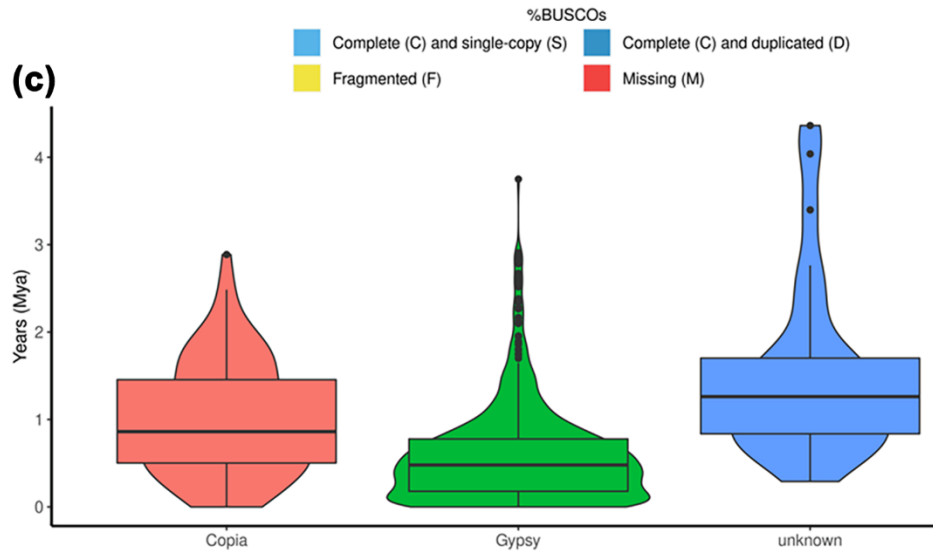 %BUSCOs
Complete (C) and single-copy (S) Complete (C) and duplicated (D)
Fragmented (F) Missing (M)
(c)
Years (Mya)
4
3
2
1
0
Copia Gypsy unknown